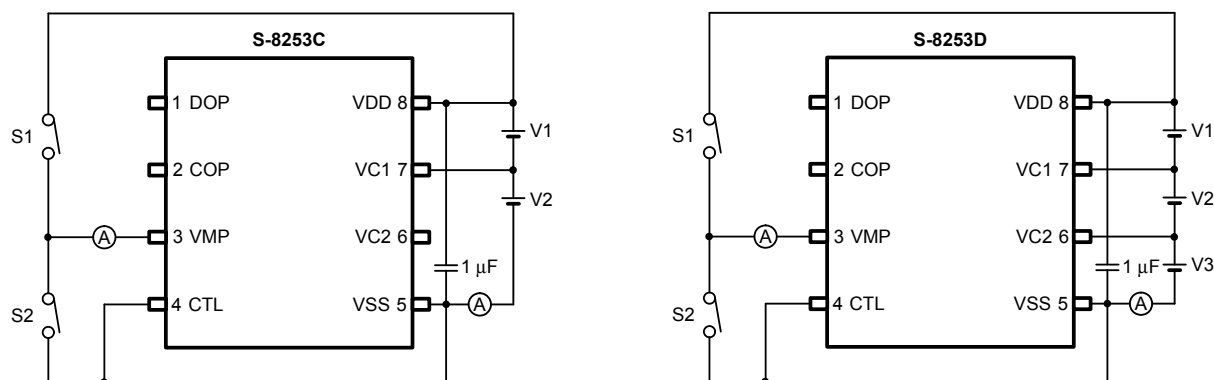 S-8253C
1 DOP
VDD 8
S1
V1
2 COP
VC1 7
V2
A
3 VMP
VC2 6
1 μF
S2
4 CTL
VSS 5
A
S-8253D
1 DOP
VDD 8
S1
V1
2 COP
VC1 7
V2
A
3 VMP
VC2 6
1 μF
V3
S2
4 CTL
VSS 5
A